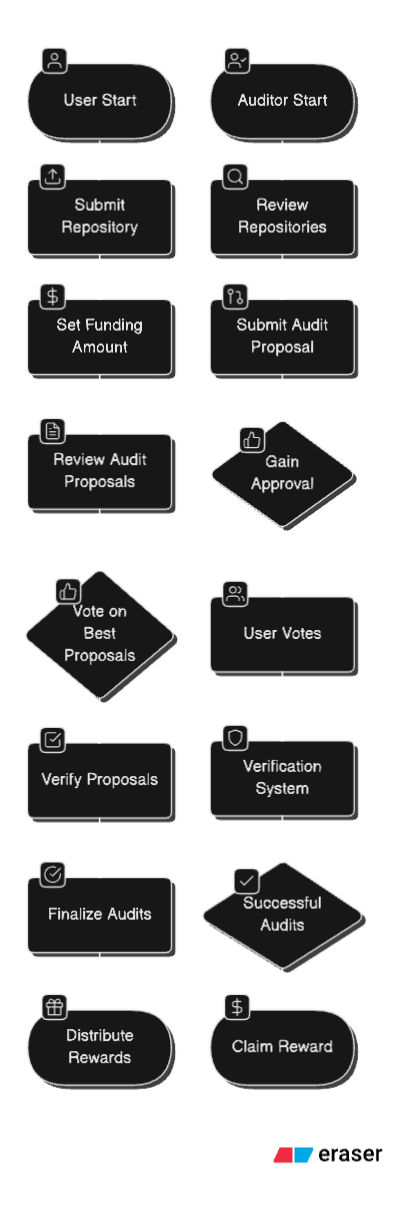 User Start
Auditor Start
Submit
Repository
Review
Repositories
Set Funding
Amount
Submit Audit
Proposal
Review Audit
Proposals
Gain
Approval
Vote on
Best
Proposals
User Votes
Verify Proposals
Verification
System
Finalize Audits
Successful
Audits
Distribute
Rewards
Claim Reward
eraser